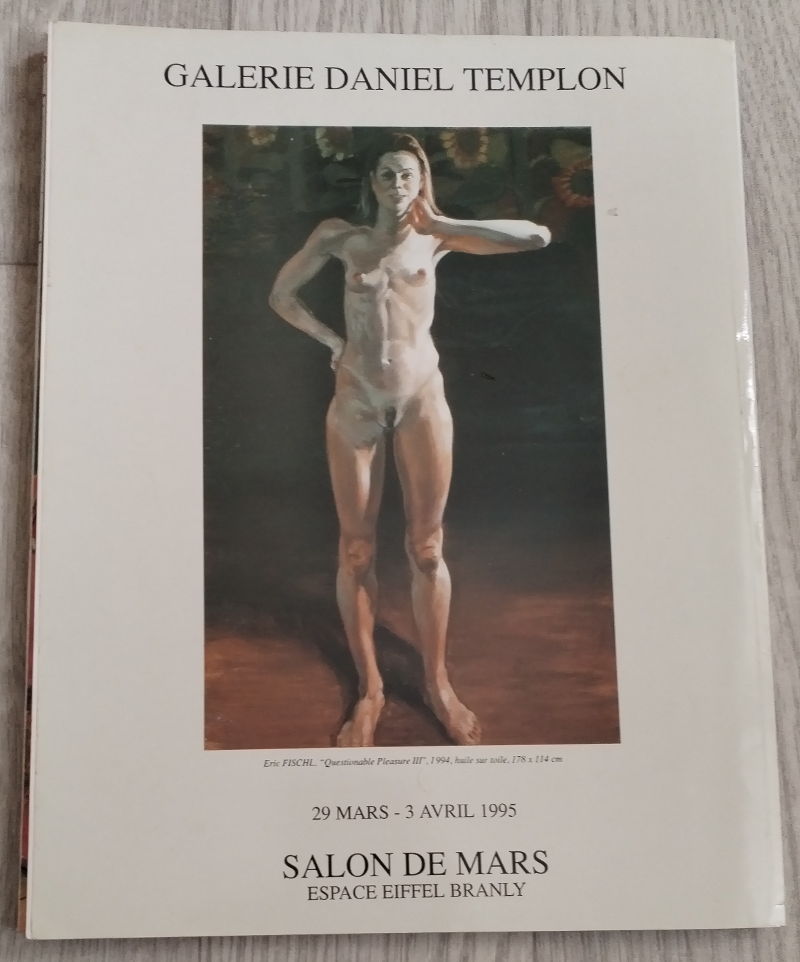 GALERIE DANIEL TEMPLON
Eric FISCHL, "Questionable Pleasure III", 1994, huile sur toile, 178 x 114 cm
29 MARS - 3 AVRIL 1995
SALON DE MARS
ESPACE EIFFEL BRANLY